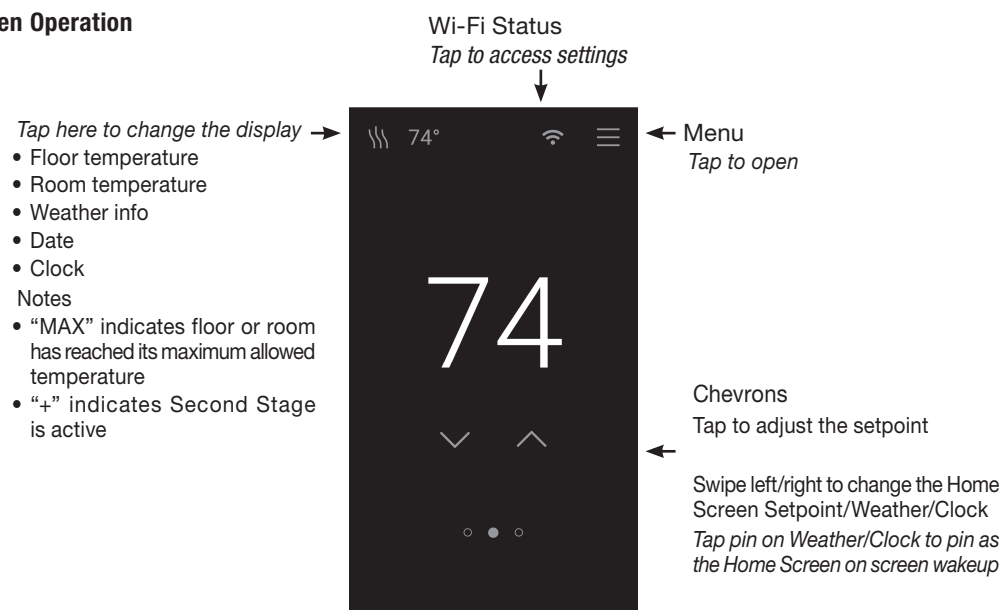 en Operation
Wi-Fi Status
Tap to access settings
Tap here to change the display
• Floor temperature
• Room temperature
• Weather info
• Date
• Clock
Notes
• “MAX” indicates floor or room
has reached its maximum allowed
temperature
• “+” indicates Second Stage
is active
74°
Menu
Tap to open
74
Chevrons
Tap to adjust the setpoint
Swipe left/right to change the Home
Screen Setpoint/Weather/Clock
Tap pin on Weather/Clock to pin as
the Home Screen on screen wakeup